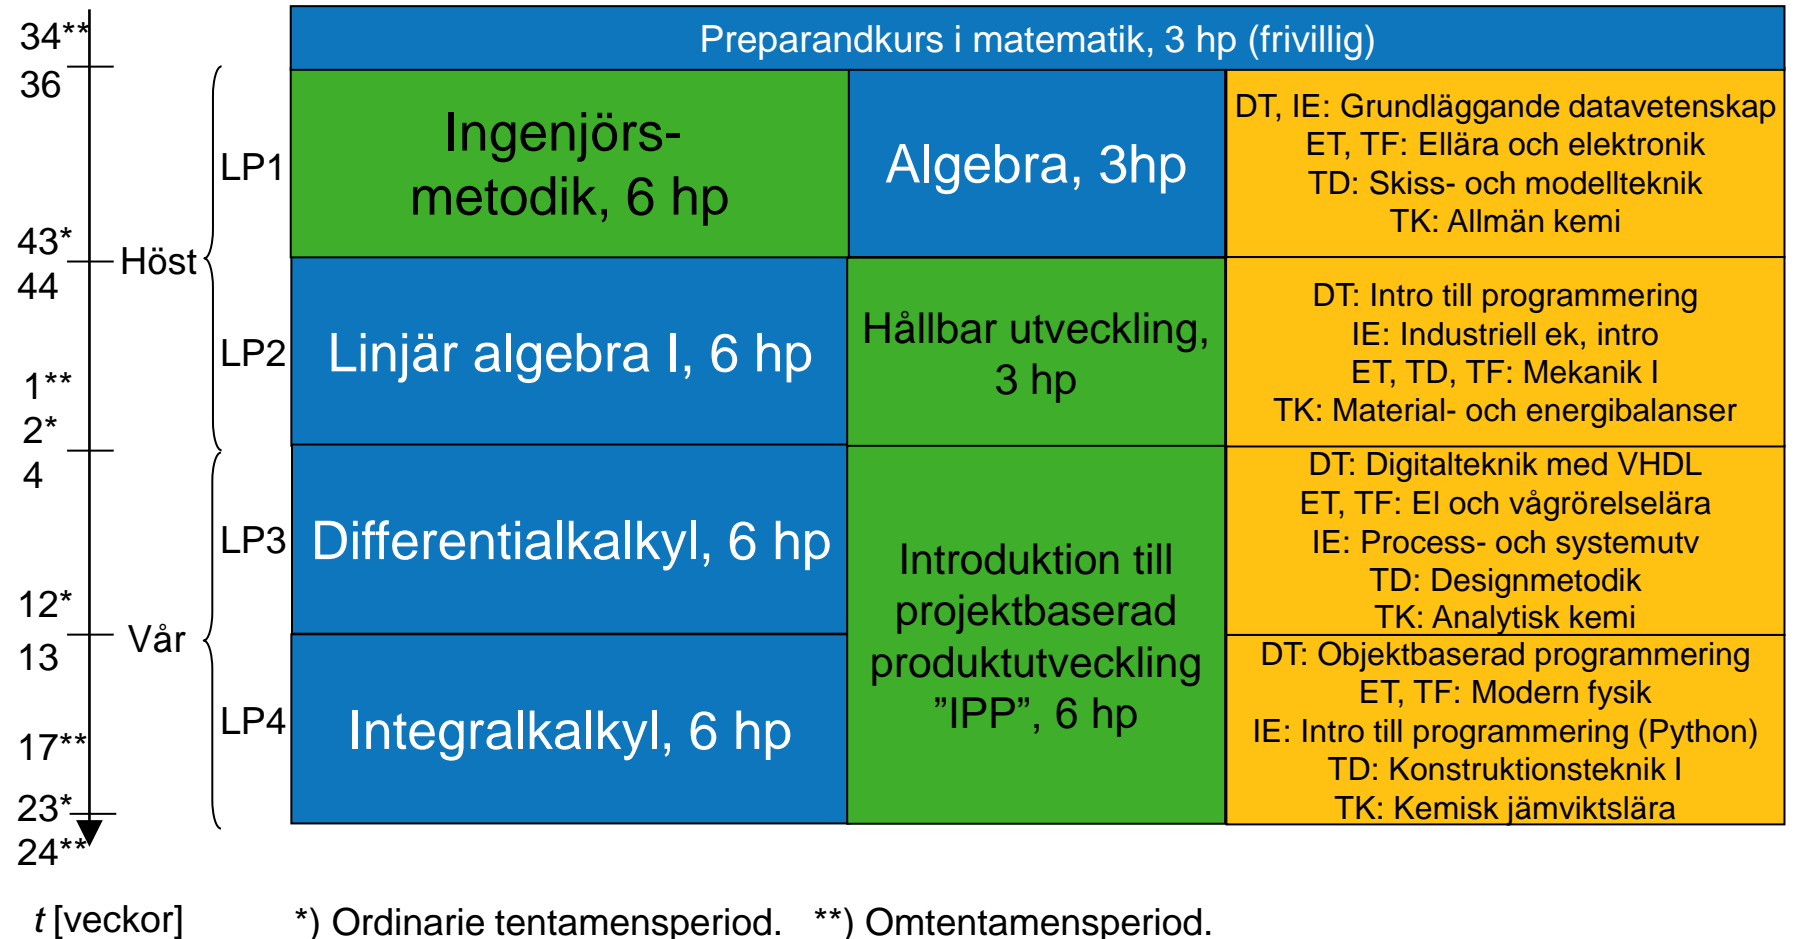 34**
36
43*
44
1**
2*
4
12*
13
17**
23*
24**
t [veckor]
Höst
Vår
LP1
LP2
LP3
LP4
Preparandkurs i matematik, 3 hp (frivillig)
Ingenjörs-
metodik, 6 hp
Algebra, 3hp
DT, IE: Grundläggande datavetenskap
ET, TF: Ellära och elektronik
TD: Skiss- och modellteknik
TK: Allmän kemi
Linjär algebra I, 6 hp
Hållbar utveckling,
3 hp
DT: Intro till programmering
IE: Industriell ek, intro
ET, TD, TF: Mekanik I
TK: Material- och energibalanser
Differentialkalkyl, 6 hp
Introduktion till
projektbaserad
produktutveckling
”IPP”, 6 hp
DT: Digitalteknik med VHDL
ET, TF: El och vågrörelselära
IE: Process- och systemutv
TD: Designmetodik
TK: Analytisk kemi
Integralkalkyl, 6 hp
DT: Objektbaserad programmering
ET, TF: Modern fysik
IE: Intro till programmering (Python)
TD: Konstruktionsteknik I
TK: Kemisk jämviktslära
*) Ordinarie tentamensperiod. **) Omtentamensperiod.